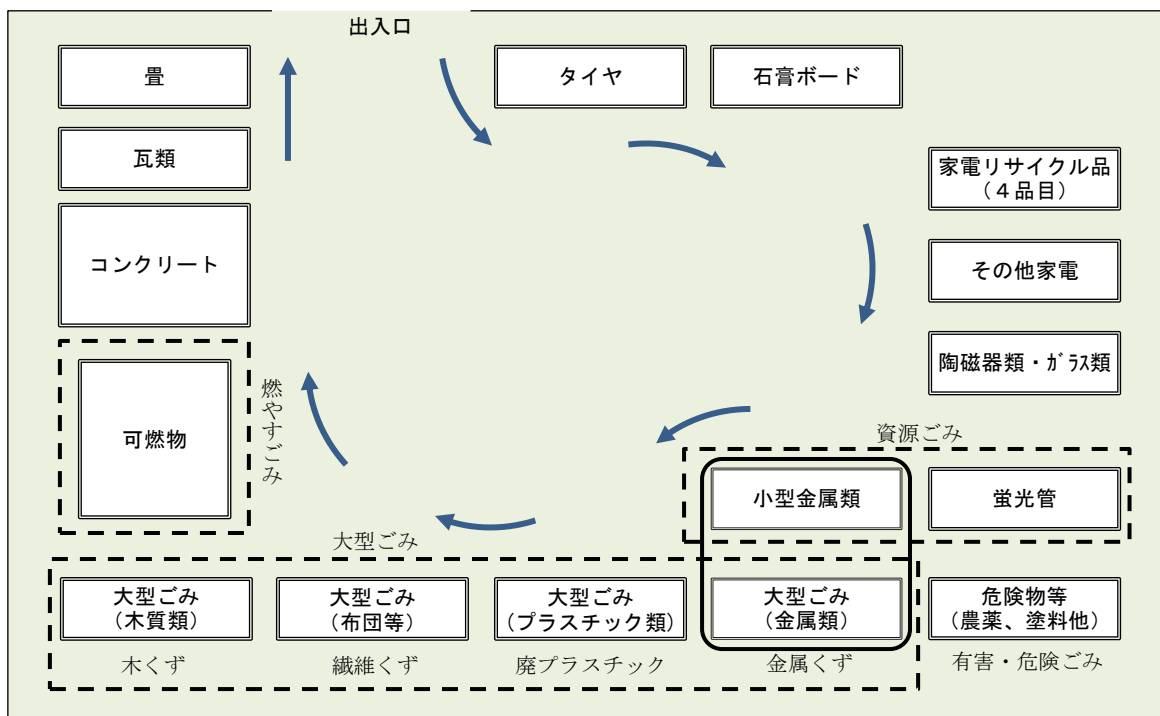 出入口
畳
タイヤ
石膏ボード
瓦類
家電リサイクル品
(４品目)
コンクリート
その他家電
陶磁器類・ｶﾞﾗｽ類
燃やすごみ
可燃物
資源ごみ
小型金属類
蛍光管
大型ごみ
大型ごみ
(木質類)
大型ごみ
(布団等)
大型ごみ
(プラスチック類)
大型ごみ
(金属類)
危険物等
(農薬、塗料他)
木くず
繊維くず
廃プラスチック
金属くず
有害・危険ごみ